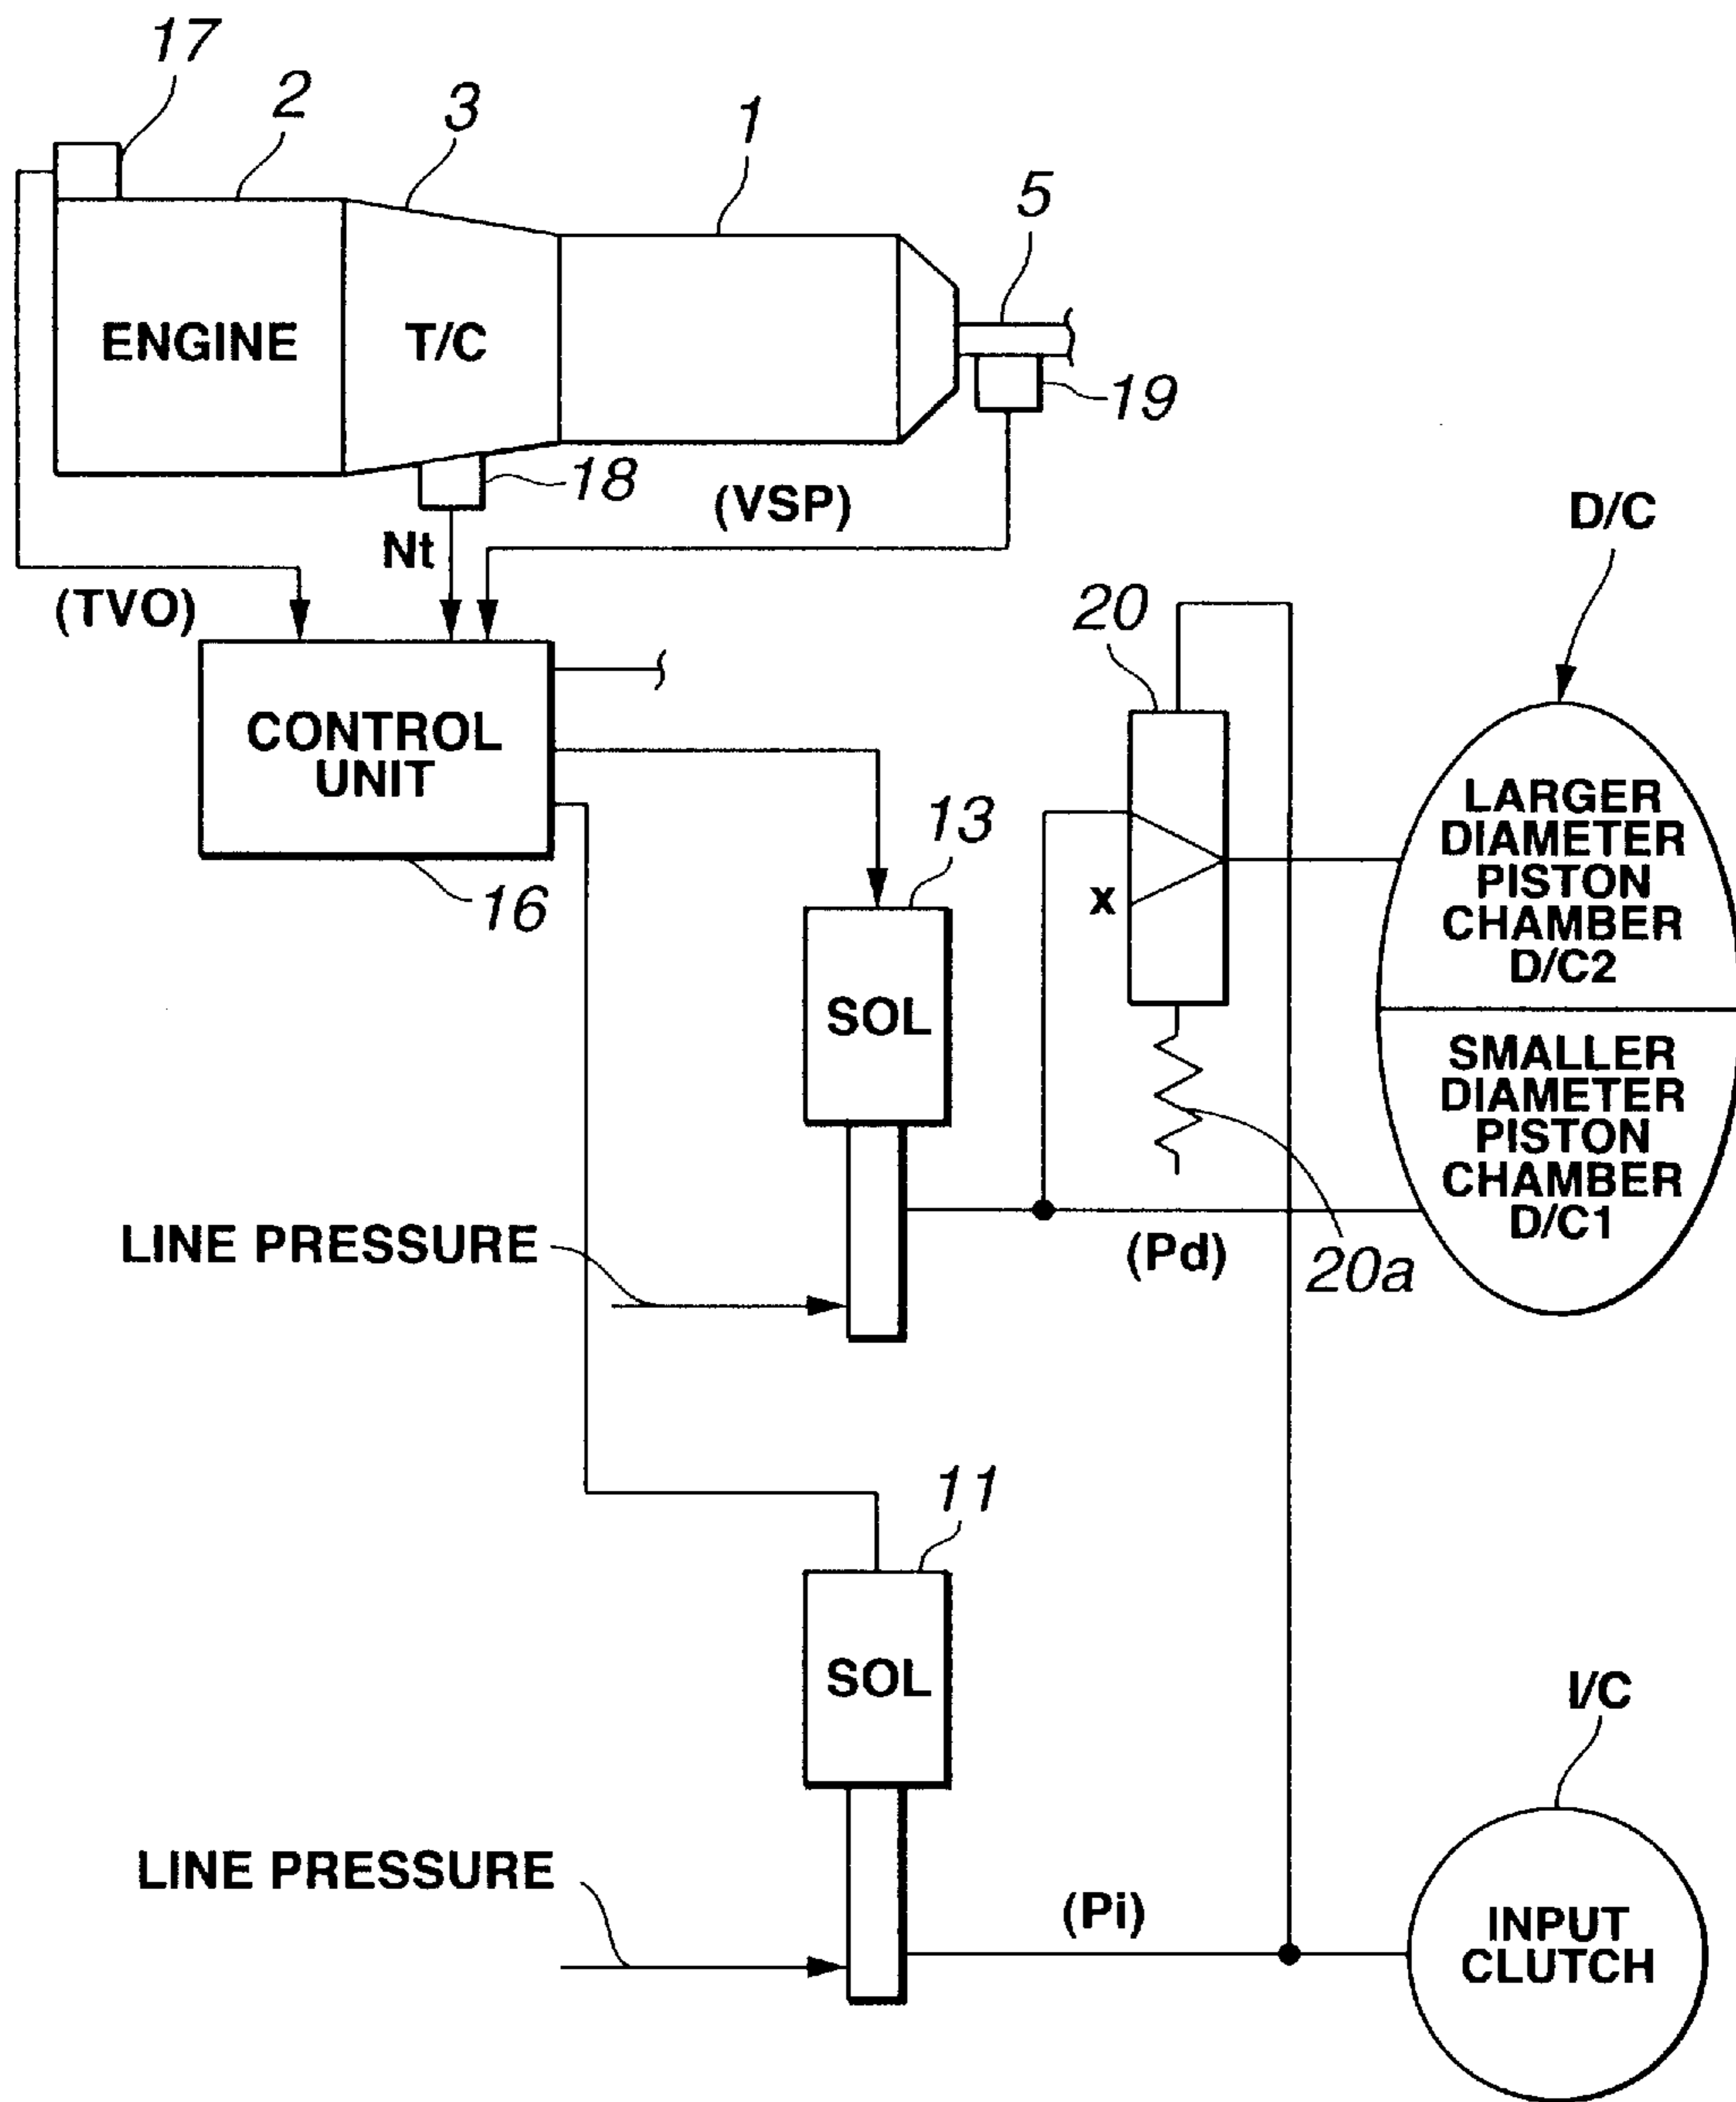 17
2
3
1
5
ENGINE
T/C
19
18
(VSP)
Nt
(TVO)
D/C
20
CONTROL
UNIT
16
13
x
LARGER
DIAMETER
PISTON
CHAMBER
D/C2
SOL
SMALLER
DIAMETER
PISTON
CHAMBER
D/C1
LINE PRESSURE
(Pd)
20a
11
SOL
I/C
LINE PRESSURE
(Pi)
INPUT
CLUTCH